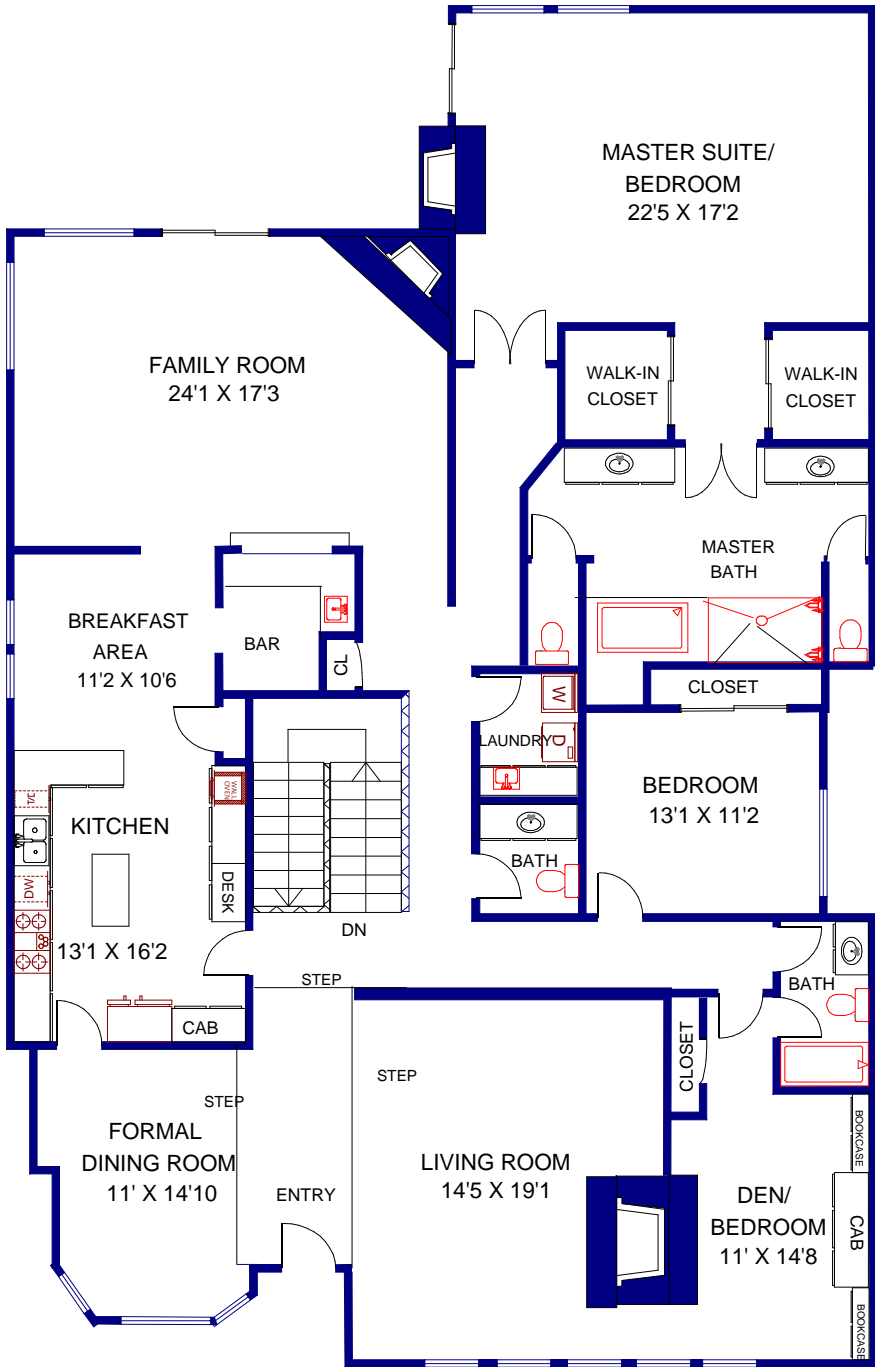 MASTER SUITE/
BEDROOM
22'5 X 17'2
FAMILY ROOM
24'1 X 17'3
WALK-IN
CLOSET
WALK-IN
CLOSET
MASTER
BATH
BREAKFAST
AREA
11'2 X 10'6
BAR
CL
W
CLOSET
LAUNDRY
D
BEDROOM
13'1 X 11'2
WALL
OVEN
KITCHEN
BATH
DW
DESK
DN
13'1 X 16'2
STEP
BATH
CAB
CLOSET
STEP
STEP
FORMAL
DINING ROOM
11' X 14'10
BOOKCASE
LIVING ROOM
14'5 X 19'1
ENTRY
DEN/
BEDROOM
11' X 14'8
CAB
BOOKCASE